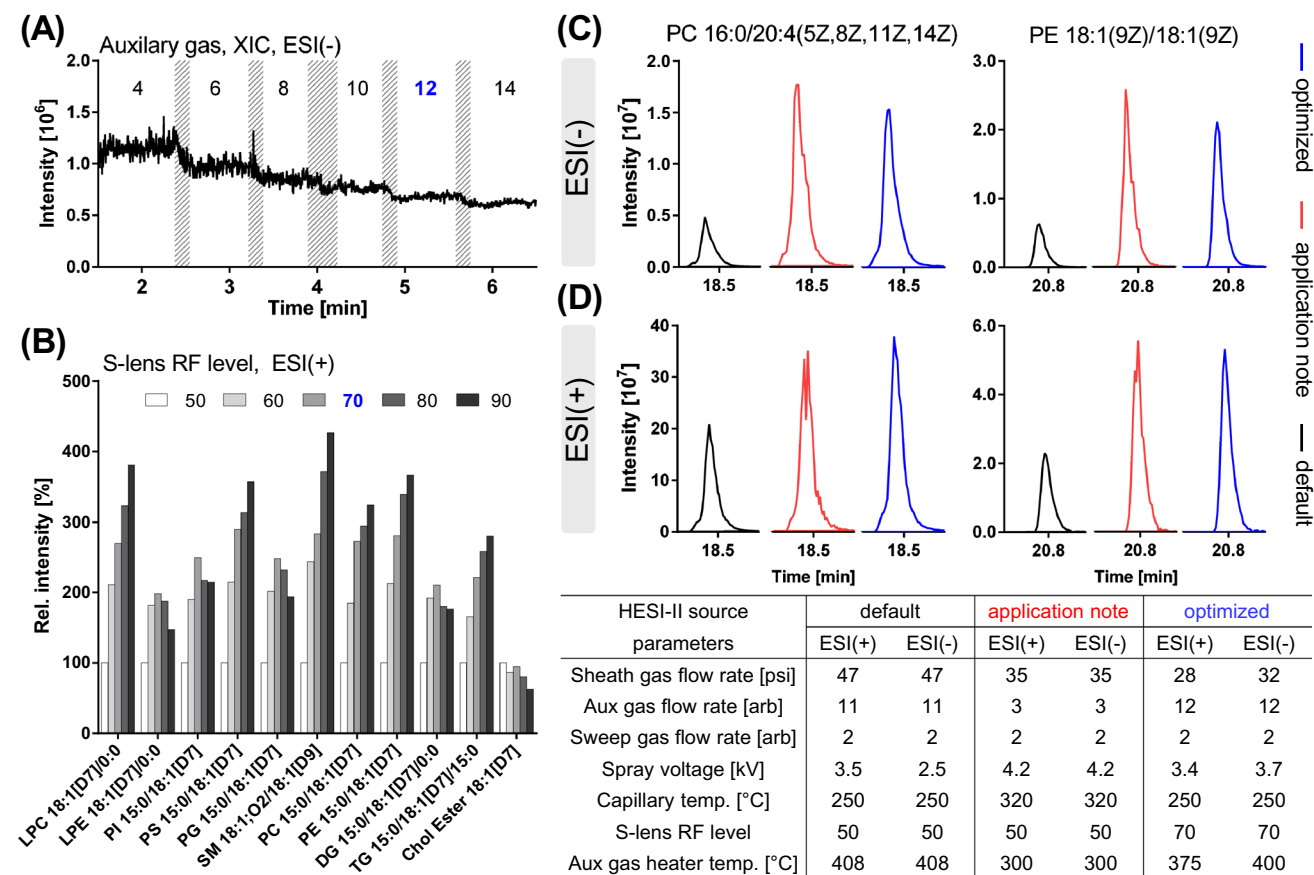 (A)
Auxilary gas, XIC, ESI(-)
2.0
1.5
1.0
0.5
0.0
Intensity [10⁶]
4 6 8 10 12 14
2 3 4 5 6
Time [min]
(B)
S-lens RF level, ESI(+)
50 60 70 80 90
500
400
300
200
100
0
Rel. intensity [%]
LPC 18:1[D7]/0:0
LPE 18:1[D7]/0:0
PI 15:0/18:1[D7]
PS 15:0/18:1[D7]
PG 15:0/18:1[D7]
SM 18:1;O2/18:1[D9]
PC 15:0/18:1[D7]
PE 15:0/18:1[D7]
DG 15:0/18:1[D7]/0:0
TG 15:0/18:1[D7]/15:0
Chol Ester 18:1[D7]
(C)
PC 16:0/20:4(5Z,8Z,11Z,14Z)
PE 18:1(9Z)/18:1(9Z)
ESI(-)
Intensity [10⁷]
2.0
1.5
1.0
0.5
0.0
18.5 18.5 18.5
3.0
2.0
1.0
0.0
20.8 20.8 20.8
optimized
application note
default
(D)
ESI(+)
Intensity [10⁷]
40
30
20
10
0
18.5 18.5 18.5
Time [min]
6.0
4.0
2.0
0.0
20.8 20.8 20.8
Time [min]
HESI-II source default application note optimized
parameters ESI(+) ESI(-) ESI(+) ESI(-) ESI(+) ESI(-)
Sheath gas flow rate [psi] 47 47 35 35 28 32
Aux gas flow rate [arb] 11 11 3 3 12 12
Sweep gas flow rate [arb] 2 2 2 2 2 2
Spray voltage [kV] 3.5 2.5 4.2 4.2 3.4 3.7
Capillary temp. [°C] 250 250 320 320 250 250
S-lens RF level 50 50 50 50 70 70
Aux gas heater temp. [°C] 408 408 300 300 375 400